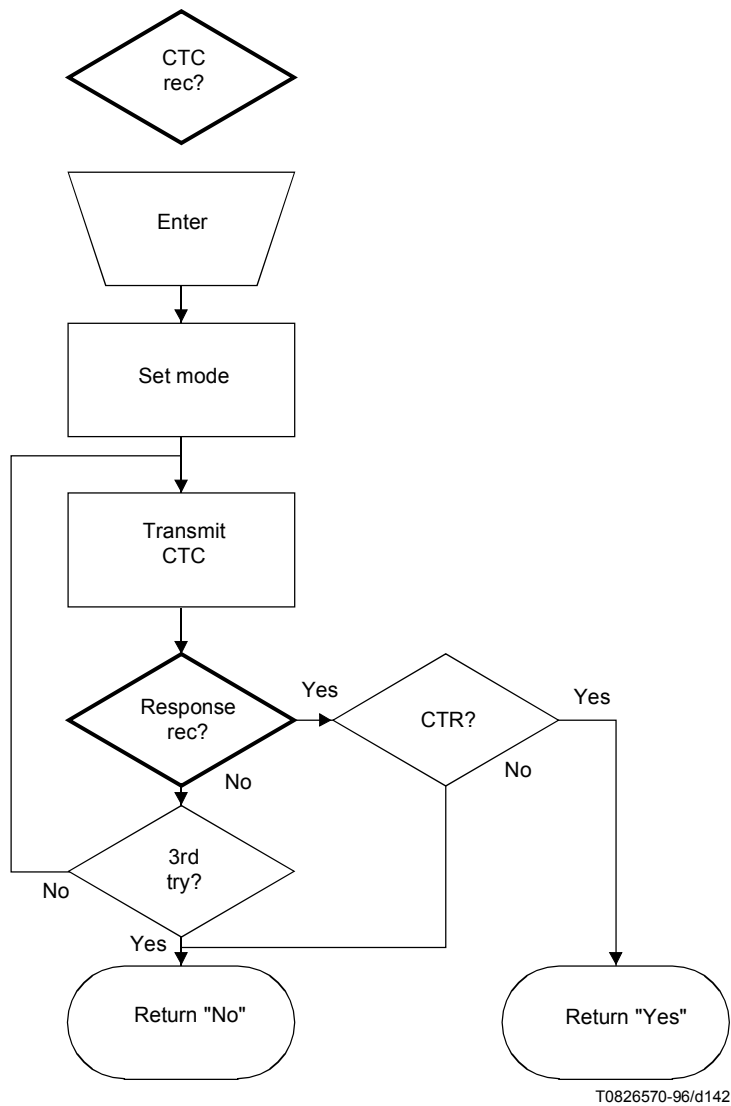 CTC
rec?
Enter
Set mode
Transmit
CTC
Response
rec?
Yes
CTR?
Yes
No
No
3rd
try?
No
Yes
Return "No"
Return "Yes"
T0826570-96/d142